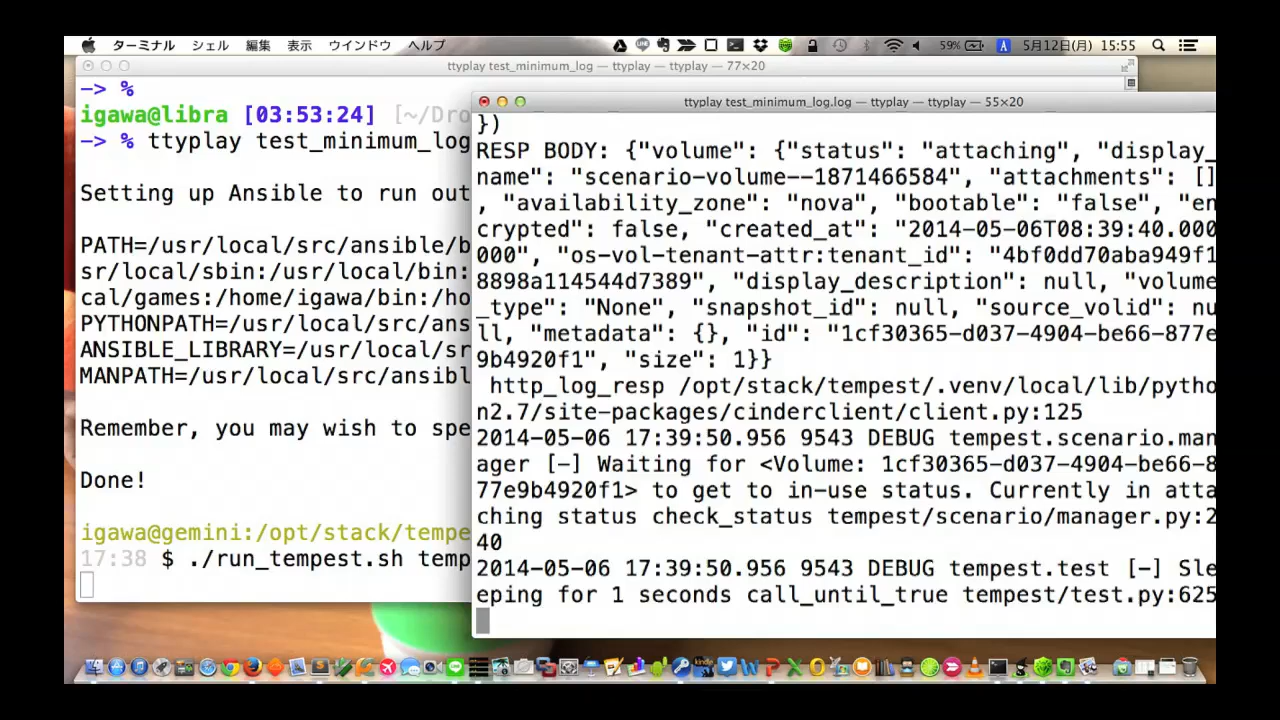 ターミナル シェル 編集 表示 ウインドウ ヘルプ 59% A 5月12日(月) 15:55
ttyplay test_minimum_log — ttyplay — ttyplay — 77×20
-> %
igawa@libra [03:53:24] [~/Dro
-> % ttyplay test_minimum_log
Setting up Ansible to run out
PATH=/usr/local/src/ansible/b
sr/local/sbin:/usr/local/bin:
cal/games:/home/igawa/bin:/ho
PYTHONPATH=/usr/local/src/ans
ANSIBLE_LIBRARY=/usr/local/sr
MANPATH=/usr/local/src/ansibl
Remember, you may wish to spe
Done!
igawa@gemini:/opt/stack/tempe
17:38 $ ./run_tempest.sh temp
ttyplay test_minimum_log.log — ttyplay — ttyplay — 55×20
})
RESP BODY: {"volume": {"status": "attaching", "display_
name": "scenario-volume--1871466584", "attachments": []
, "availability_zone": "nova", "bootable": "false", "en
crypted": false, "created_at": "2014-05-06T08:39:40.000
000", "os-vol-tenant-attr:tenant_id": "4bf0dd70aba949f1
8898a114544d7389", "display_description": null, "volume
_type": "None", "snapshot_id": null, "source_volid": nu
ll, "metadata": {}, "id": "1cf30365-d037-4904-be66-877e
9b4920f1", "size": 1}}
http_log_resp /opt/stack/tempest/.venv/local/lib/pytho
n2.7/site-packages/cinderclient/client.py:125
2014-05-06 17:39:50.956 9543 DEBUG tempest.scenario.man
ager [-] Waiting for <Volume: 1cf30365-d037-4904-be66-8
77e9b4920f1> to get to in-use status. Currently in atta
ching status check_status tempest/scenario/manager.py:2
40
2014-05-06 17:39:50.956 9543 DEBUG tempest.test [-] Sle
eping for 1 seconds call_until_true tempest/test.py:625